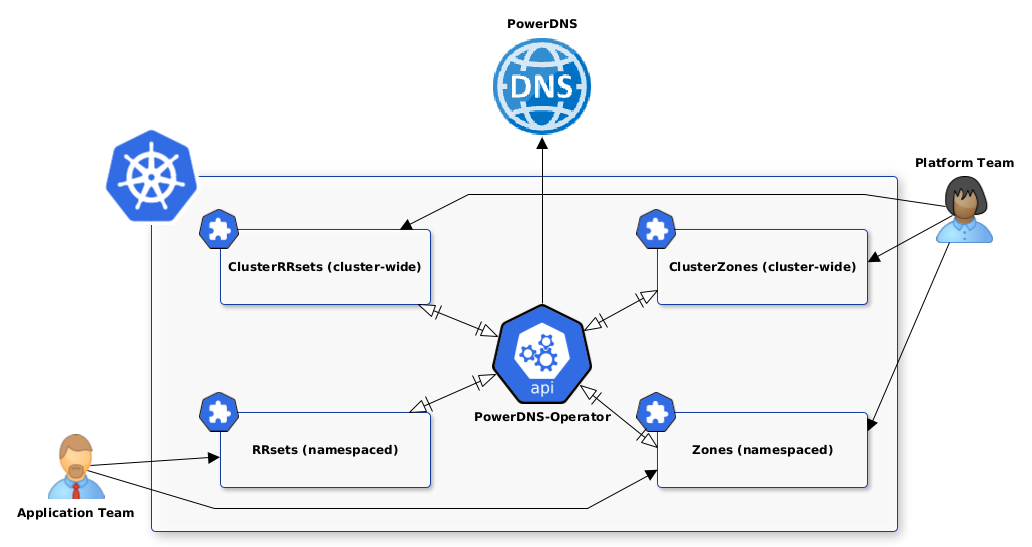 PowerDNS
DNS
Platform Team
ClusterRRsets (cluster-wide)
ClusterZones (cluster-wide)
api
PowerDNS-Operator
RRsets (namespaced)
Zones (namespaced)
Application Team